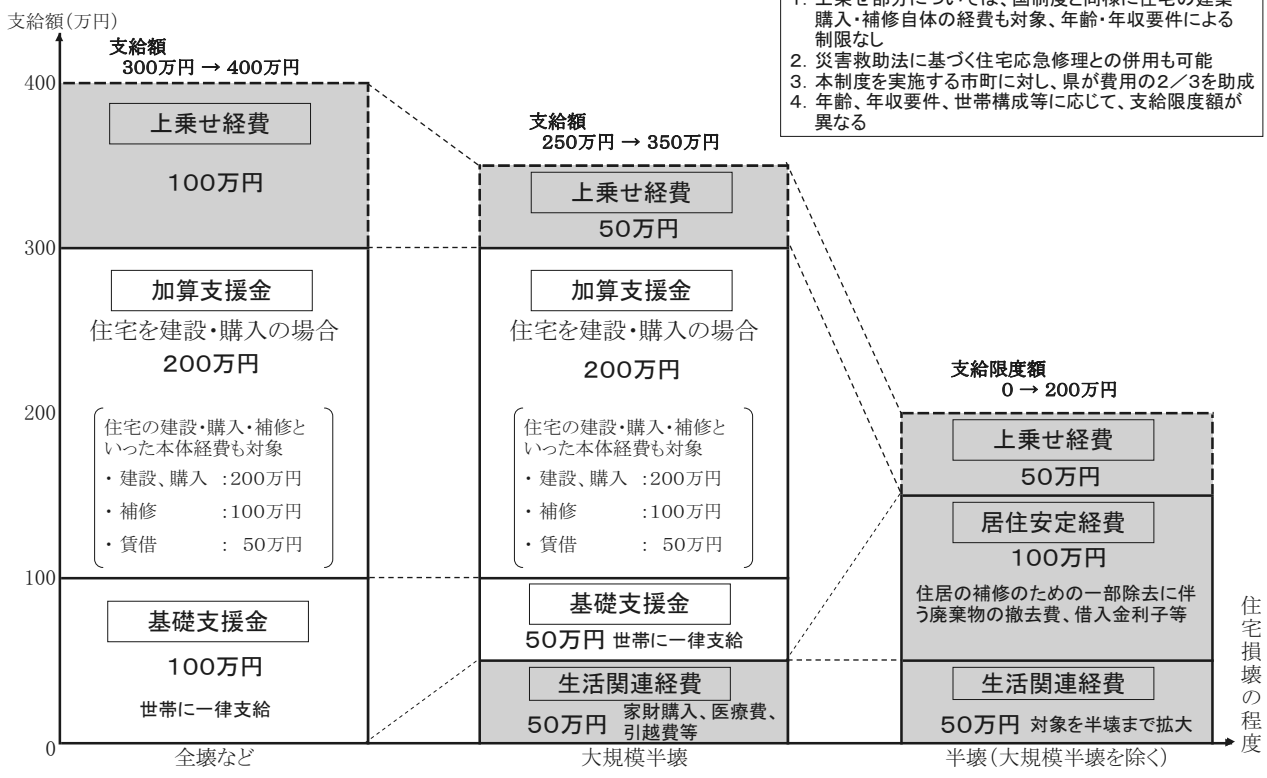 支給額(万円)
1. 上乗せ部分については、国制度と同様に住宅の建築
購入・補修自体の経費も対象、年齢・年収要件による
制限なし
2. 災害救助法に基づく住宅応急修理との併用も可能
3. 本制度を実施する市町に対し、県が費用の2/3を助成
4. 年齢、年収要件、世帯構成等に応じて、支給限度額が
異なる
400
300
200
100
0
支給額
300万円 → 400万円
上乗せ経費
100万円
加算支援金
住宅を建設・購入の場合
200万円
住宅の建設・購入・補修と
いった本体経費も対象
・ 建設、購入 :200万円
・ 補修 :100万円
・ 賃借 : 50万円
基礎支援金
100万円
世帯に一律支給
全壊など
支給額
250万円 → 350万円
上乗せ経費
50万円
加算支援金
住宅を建設・購入の場合
200万円
住宅の建設・購入・補修と
いった本体経費も対象
・ 建設、購入 :200万円
・ 補修 :100万円
・ 賃借 : 50万円
基礎支援金
50万円 世帯に一律支給
生活関連経費
50万円 家財購入、医療費、
引越費等
大規模半壊
支給限度額
0 → 200万円
上乗せ経費
50万円
居住安定経費
100万円
住居の補修のための一部除去に伴
う廃棄物の撤去費、借入金利子等
生活関連経費
50万円 対象を半壊まで拡大
半壊(大規模半壊を除く)
住宅損壊の程度